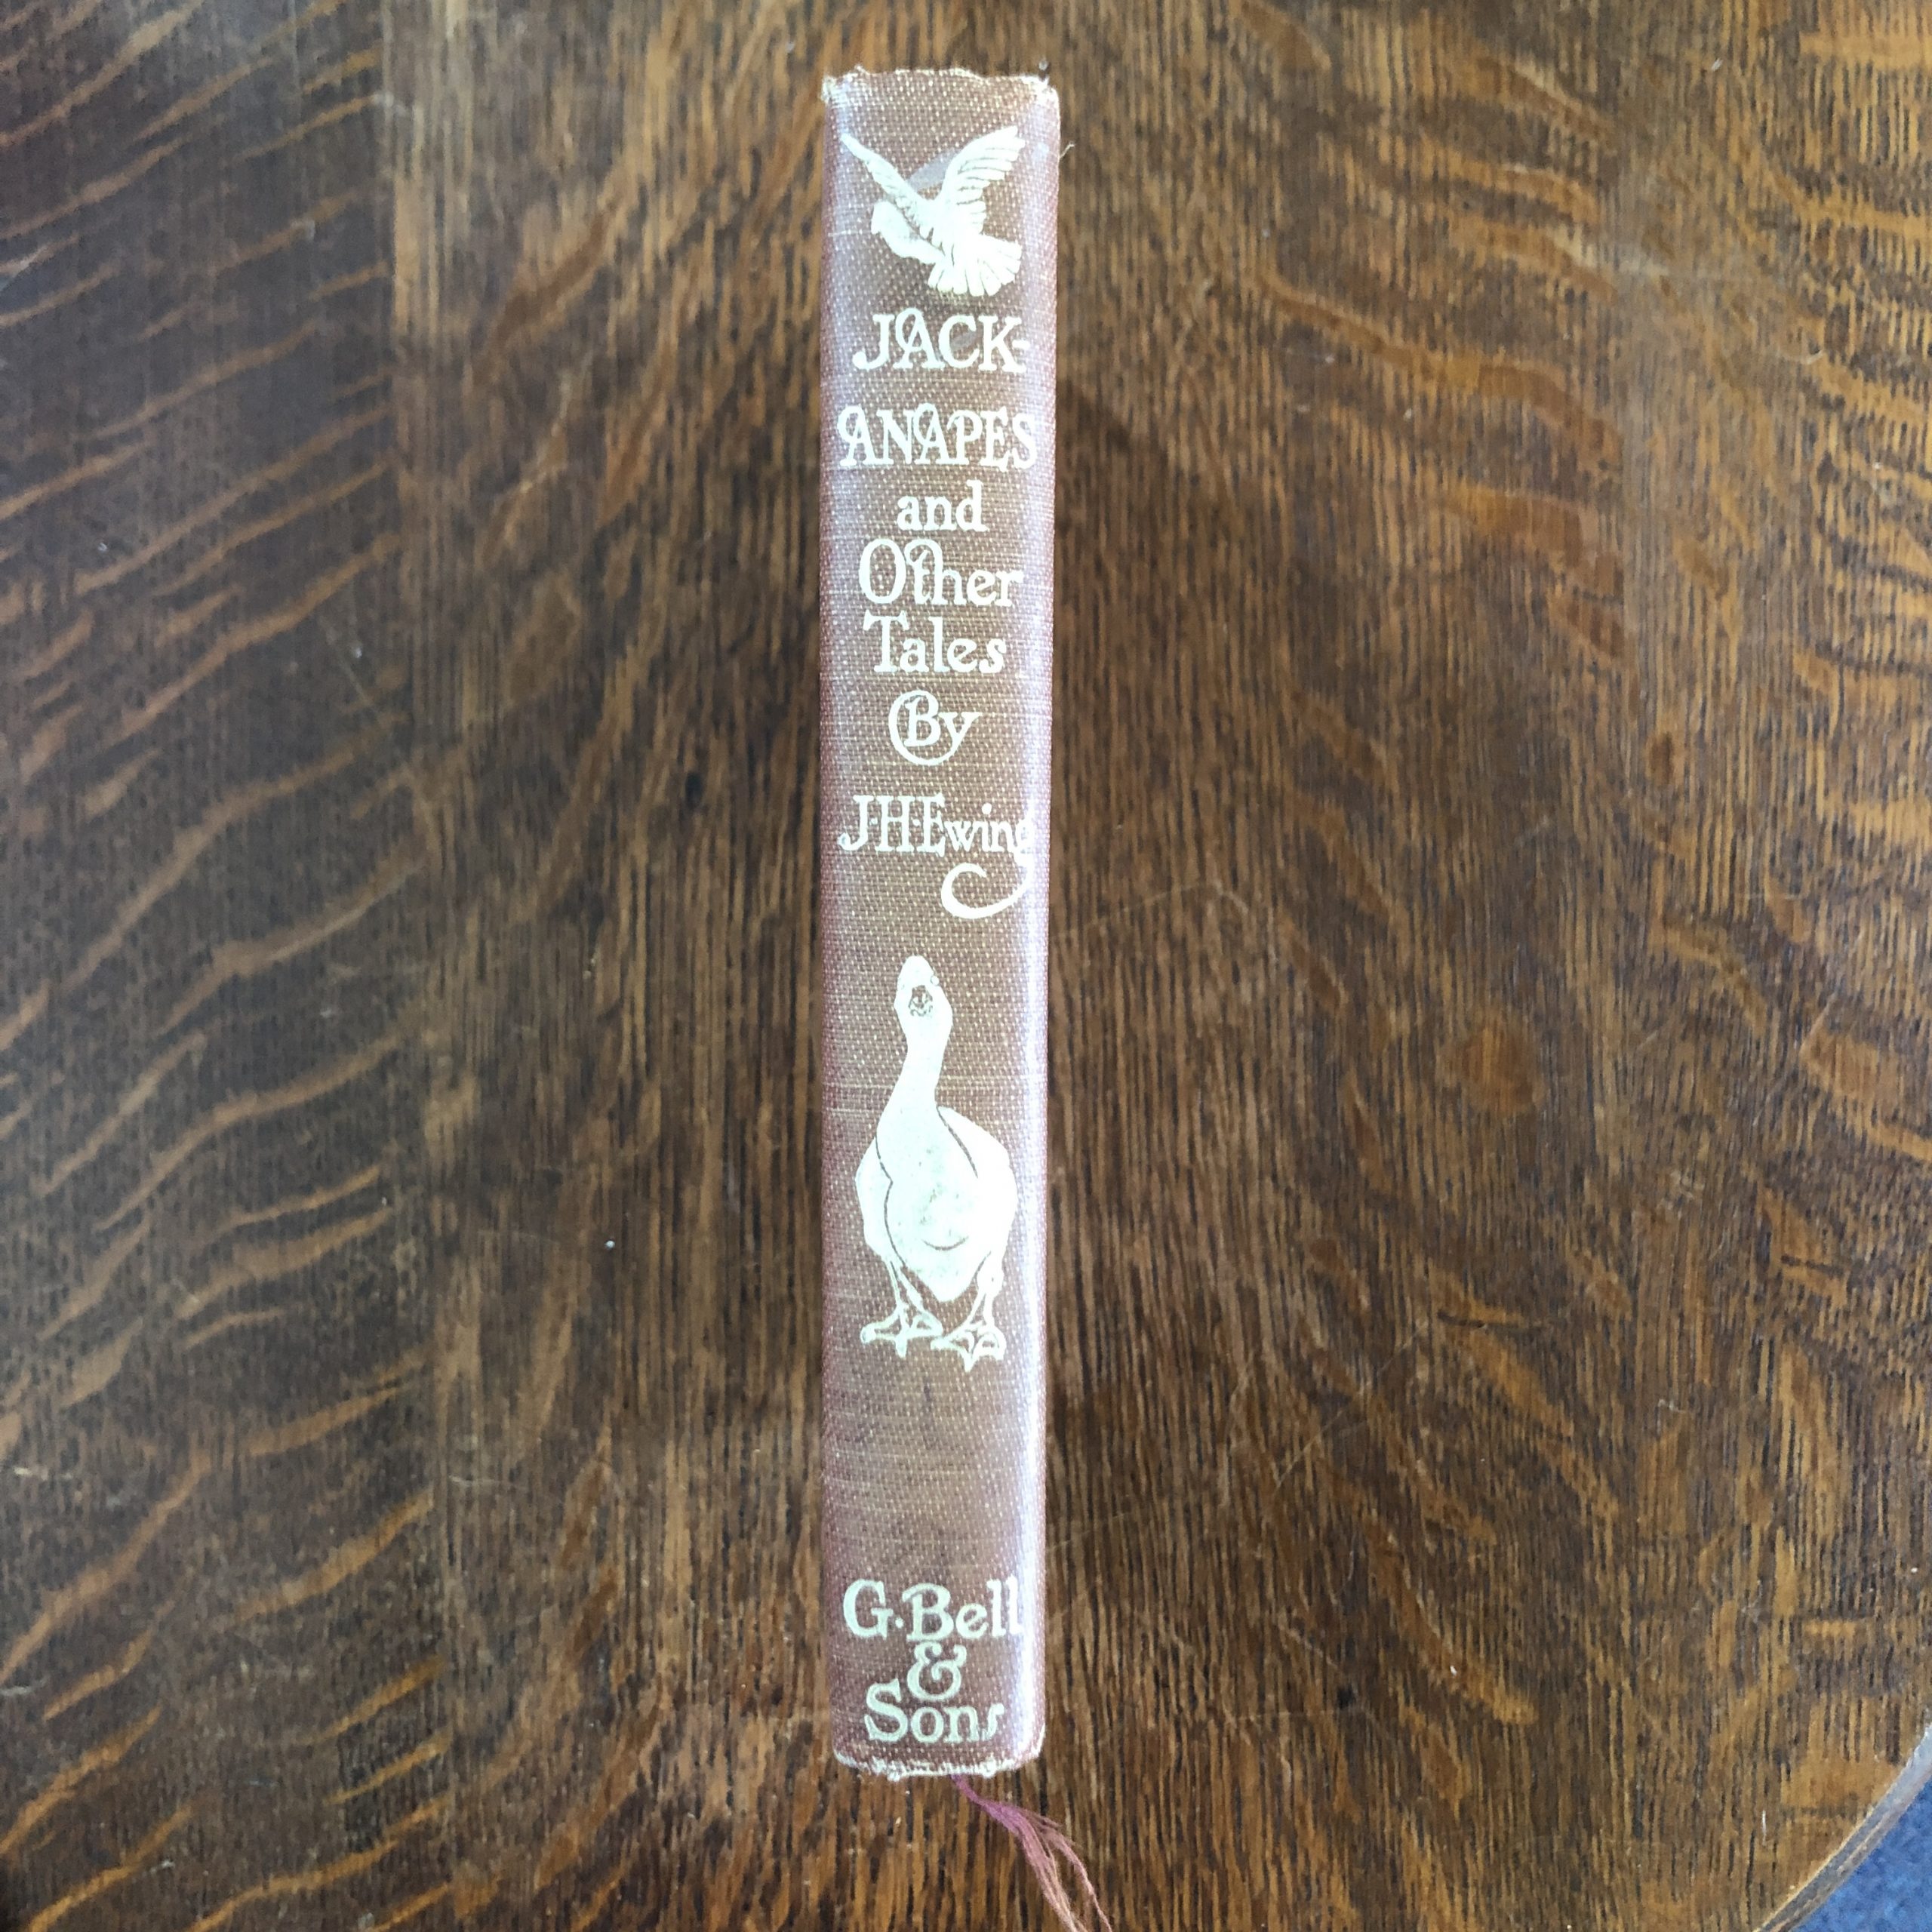 JACK-
ANAPES
and
Other
Tales
By
J·H·Ewing
G·Bell
&
Sons